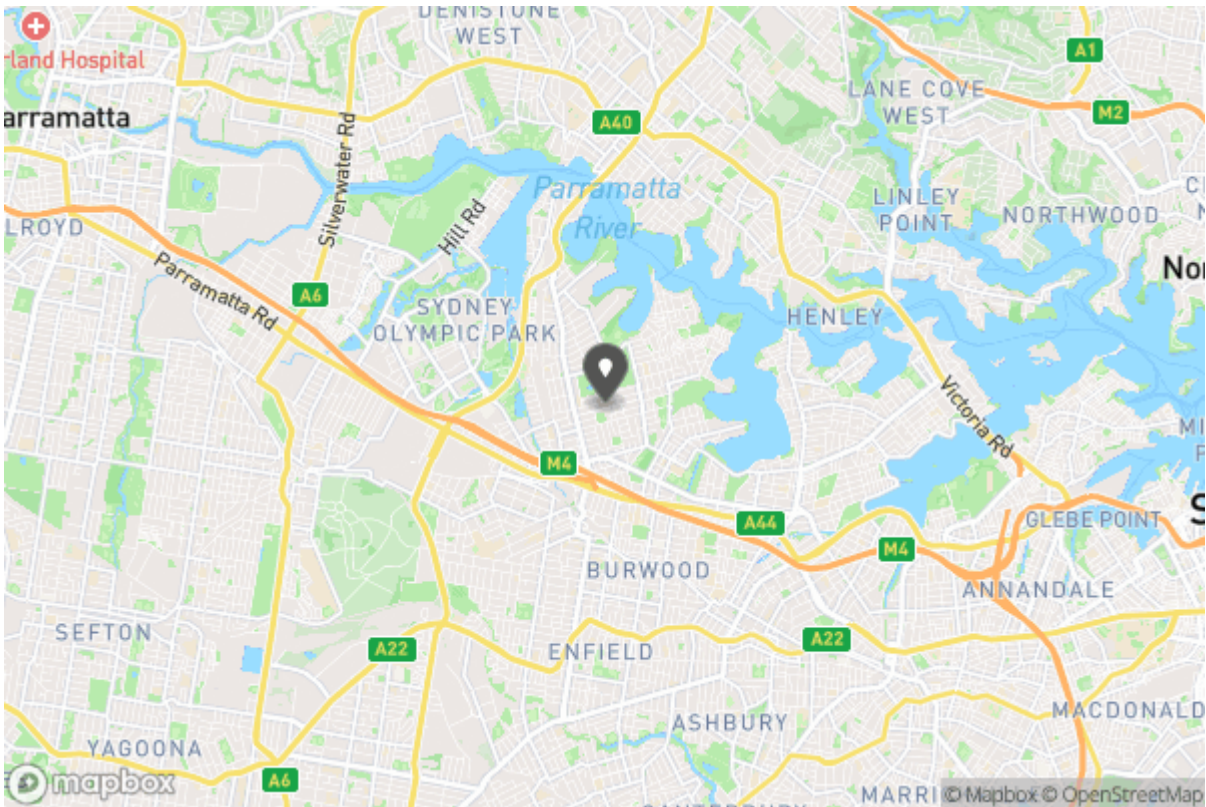 DENISTONE
WEST
rland Hospital
A1
LANE COVE
WEST
M2
arramatta
A40
Silverwater Rd
Parramatta
River
LINLEY
POINT
NORTHWOOD
Hill Rd
LROYD
Parramatta Rd
A6
SYDNEY
OLYMPIC PARK
HENLEY
Nor
Victoria Rd
M4
A44
GLEBE POINT
S
M4
BURWOOD
ANNANDALE
SEFTON
A22
ENFIELD
A22
ASHBURY
MACDONALD
YAGOONA
A6
mapbox
MARRI
© Mapbox © OpenStreetMap